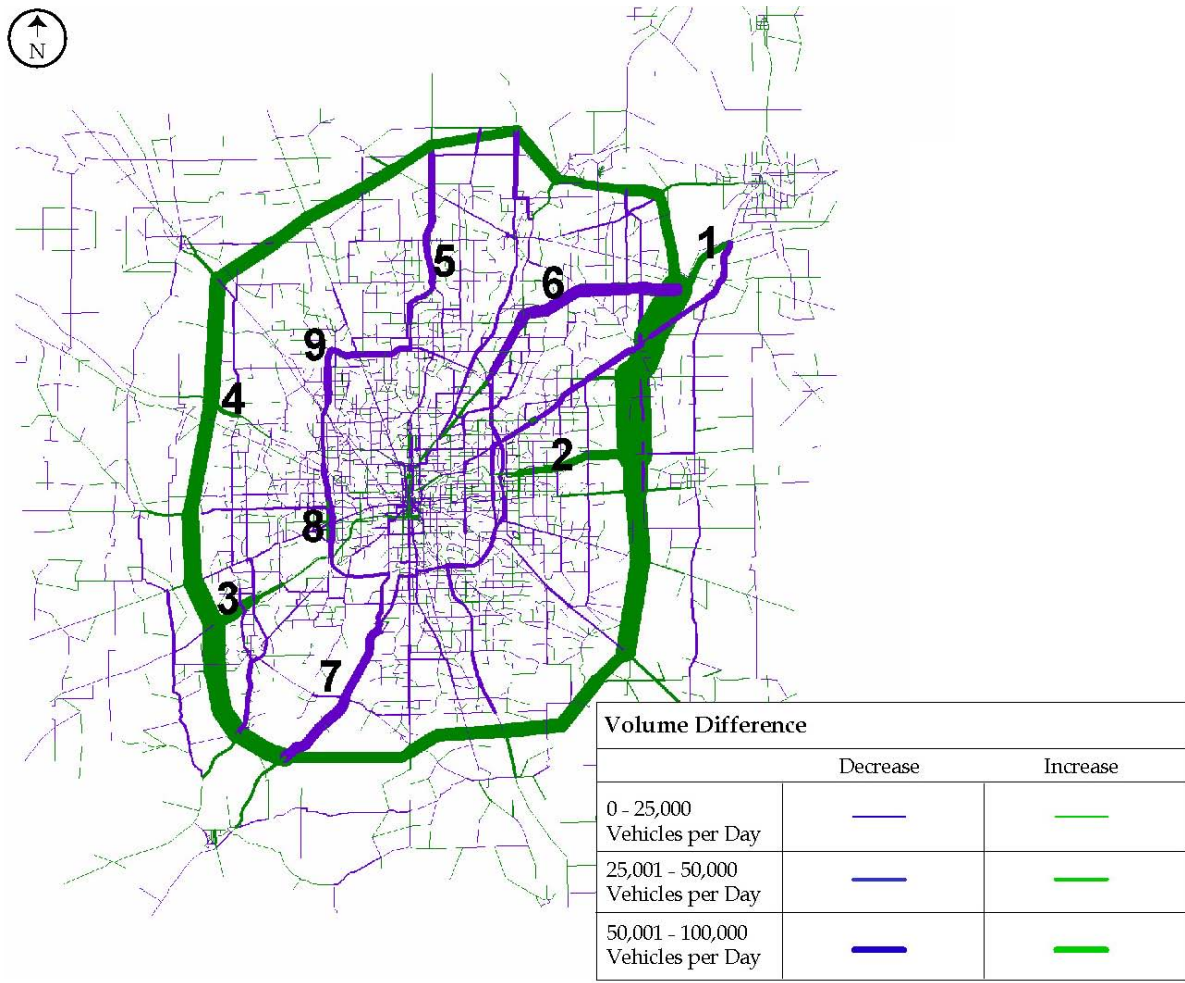 N
1
5
6
9
4
2
8
3
7
Volume Difference
Decrease Increase
0 - 25,000
Vehicles per Day
25,001 - 50,000
Vehicles per Day
50,001 - 100,000
Vehicles per Day